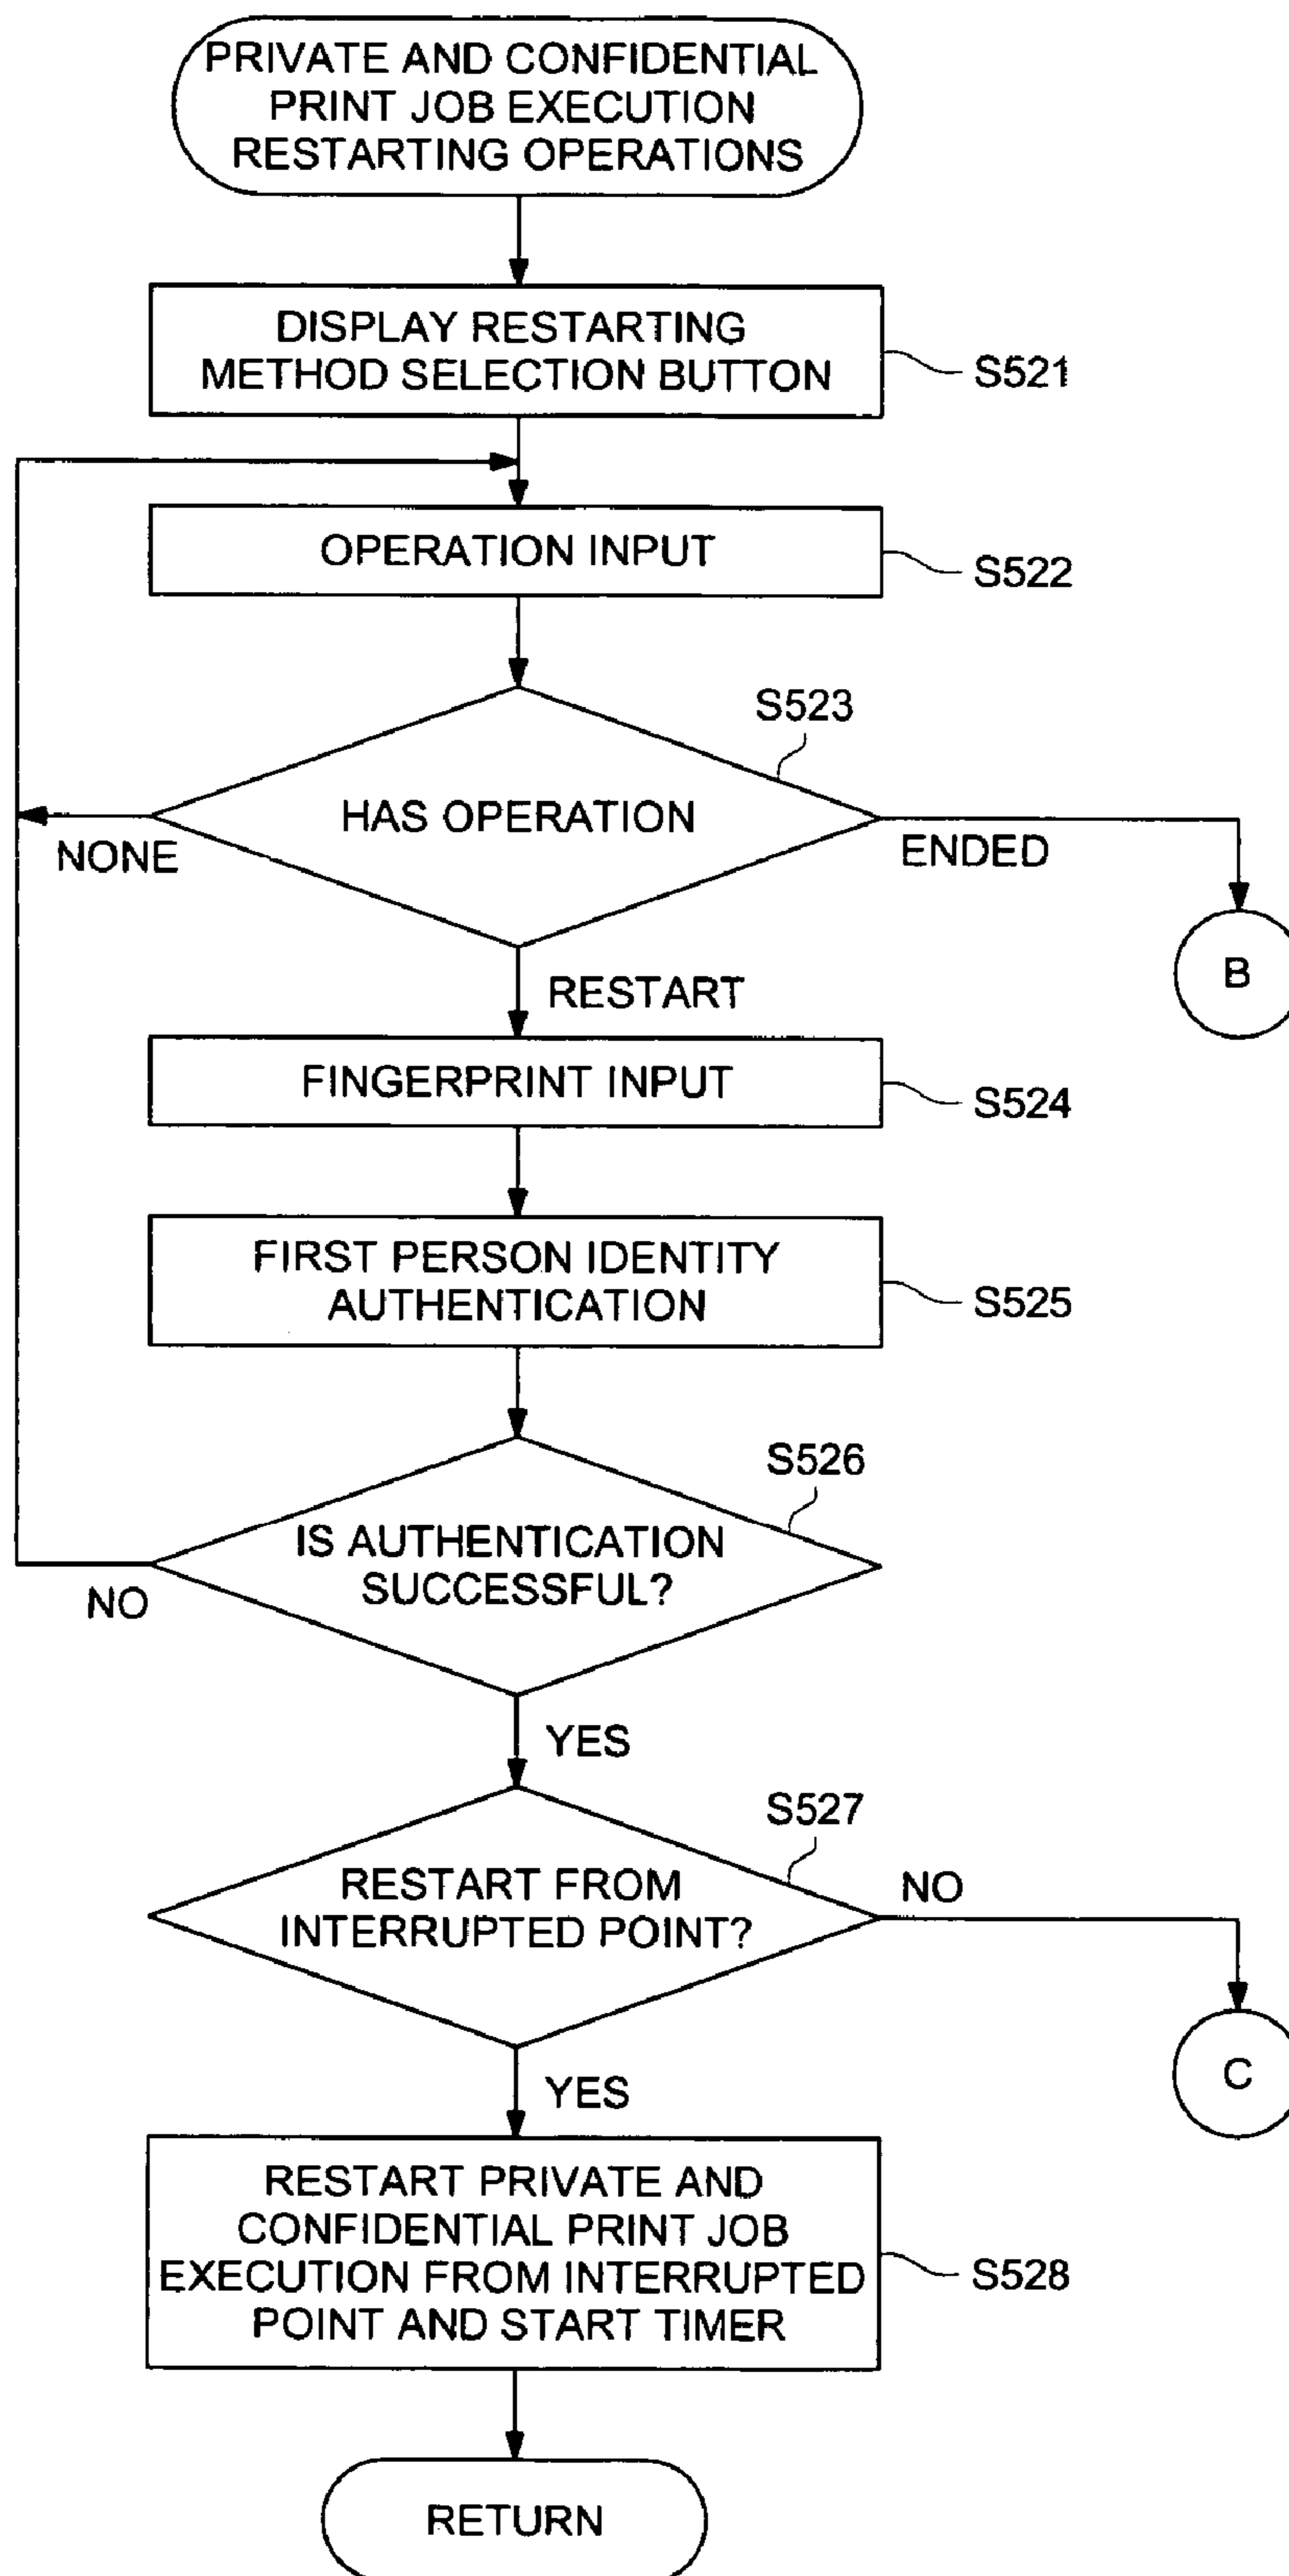 PRIVATE AND CONFIDENTIAL
PRINT JOB EXECUTION
RESTARTING OPERATIONS
DISPLAY RESTARTING
METHOD SELECTION BUTTON
S521
OPERATION INPUT
S522
S523
HAS OPERATION
NONE
ENDED
B
RESTART
FINGERPRINT INPUT
S524
FIRST PERSON IDENTITY
AUTHENTICATION
S525
S526
IS AUTHENTICATION
SUCCESSFUL?
NO
YES
S527
RESTART FROM
INTERRUPTED POINT?
NO
C
YES
RESTART PRIVATE AND
CONFIDENTIAL PRINT JOB
EXECUTION FROM INTERRUPTED
POINT AND START TIMER
S528
RETURN